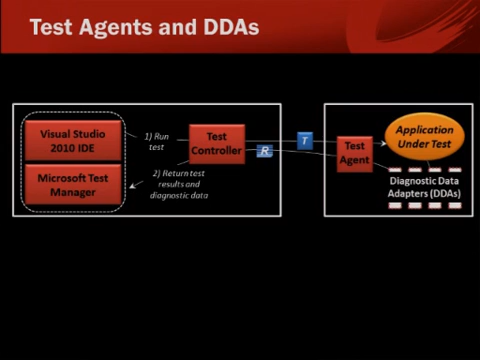 Test Agents and DDAs
Visual Studio
2010 IDE
Microsoft Test
Manager
1) Run
test
2) Return test
results and
diagnostic data
Test
Controller
T
R
Test
Agent
Application
Under Test
Diagnostic Data
Adapters (DDAs)